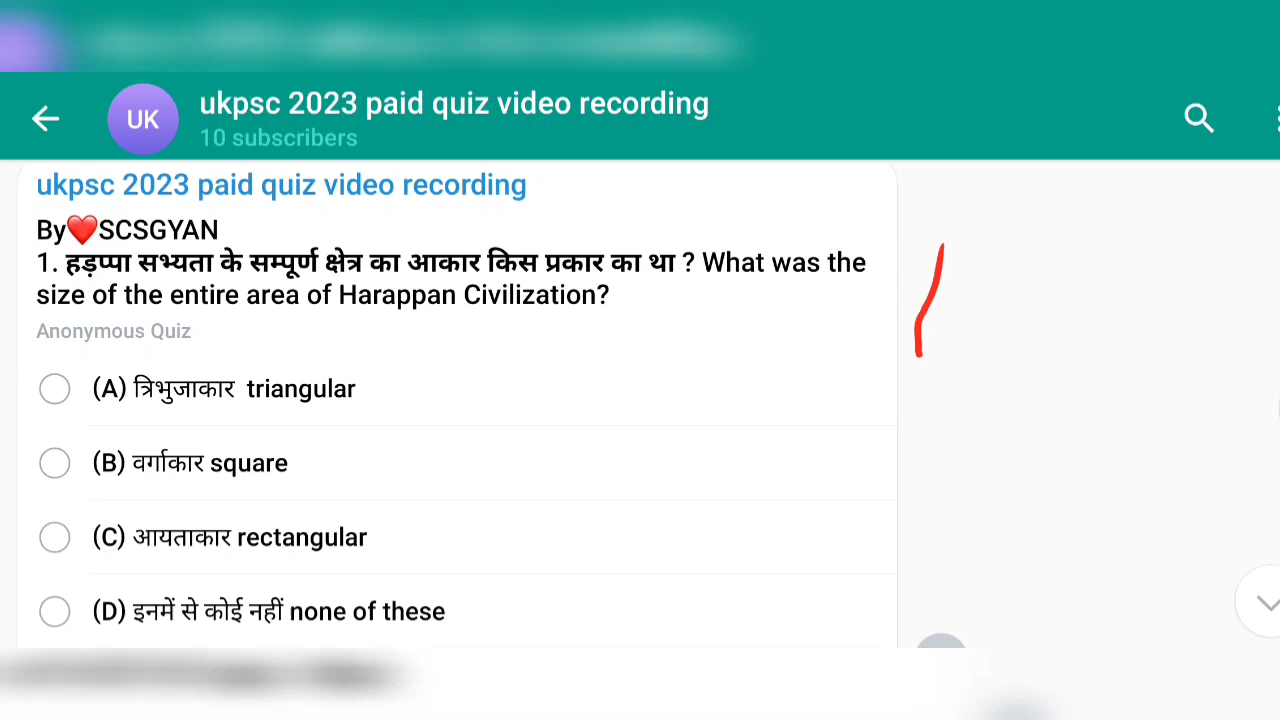 UK
ukpsc 2023 paid quiz video recording
10 subscribers
ukpsc 2023 paid quiz video recording
By❤️SCSGYAN
1. हड़प्पा सभ्यता के सम्पूर्ण क्षेत्र का आकार किस प्रकार का था ? What was the
size of the entire area of Harappan Civilization?
Anonymous Quiz
(A) त्रिभुजाकार triangular
(B) वर्गाकार square
(C) आयताकार rectangular
(D) इनमें से कोई नहीं none of these